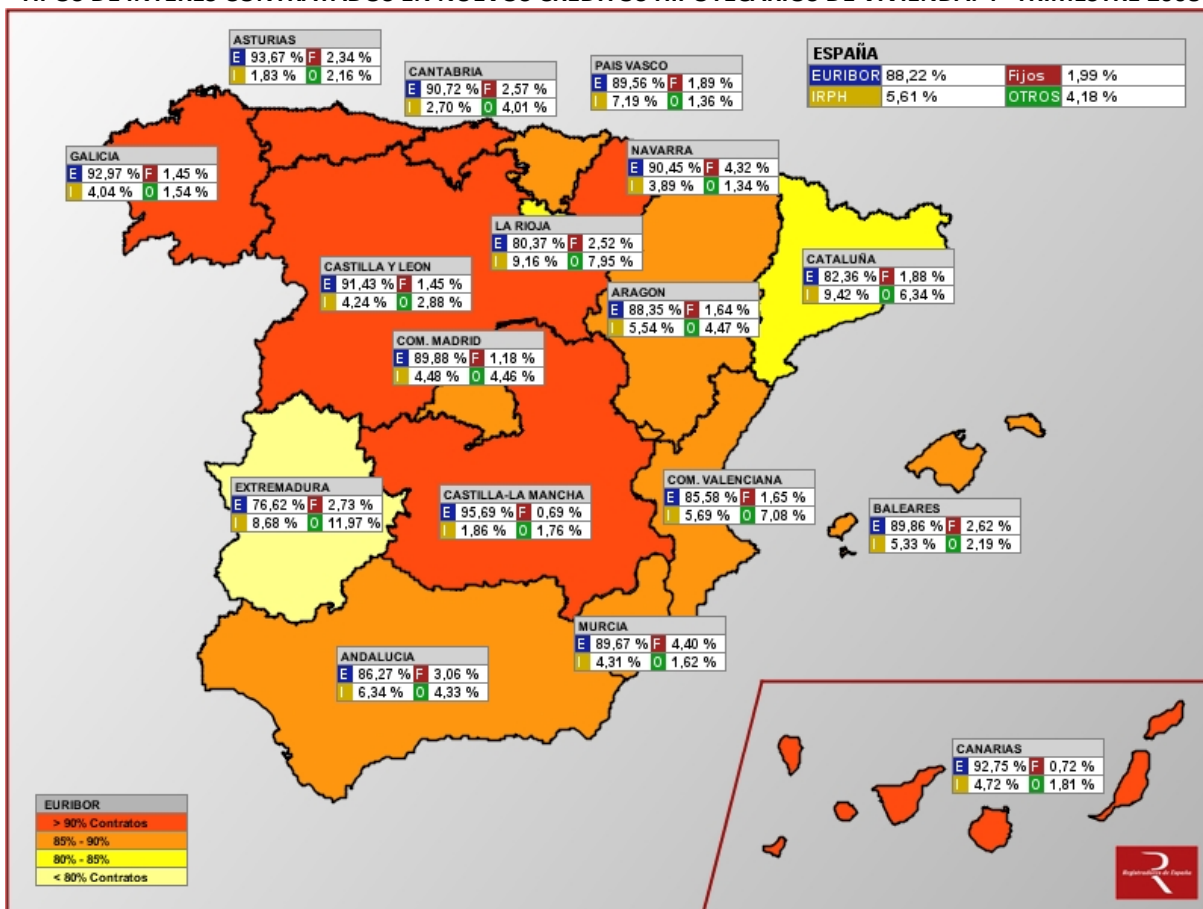 ASTURIAS
E 93,67 % F 2,34 %
I 1,83 % O 2,16 %
CANTABRIA
E 90,72 % F 2,57 %
I 2,70 % O 4,01 %
PAIS VASCO
E 89,56 % F 1,89 %
I 7,19 % O 1,36 %
ESPAÑA
EURIBOR 88,22 % Fijos 1,99 %
IRPH 5,61 % OTROS 4,18 %
GALICIA
E 92,97 % F 1,45 %
I 4,04 % O 1,54 %
NAVARRA
E 90,45 % F 4,32 %
I 3,89 % O 1,34 %
LA RIOJA
E 80,37 % F 2,52 %
I 9,16 % O 7,95 %
CASTILLA Y LEON
E 91,43 % F 1,45 %
I 4,24 % O 2,88 %
CATALUÑA
E 82,36 % F 1,88 %
I 9,42 % O 6,34 %
ARAGON
E 88,35 % F 1,64 %
I 5,54 % O 4,47 %
COM. MADRID
E 89,88 % F 1,18 %
I 4,48 % O 4,46 %
EXTREMADURA
E 76,62 % F 2,73 %
I 8,68 % O 11,97 %
CASTILLA-LA MANCHA
E 95,69 % F 0,69 %
I 1,86 % O 1,76 %
COM. VALENCIANA
E 85,58 % F 1,65 %
I 5,69 % O 7,08 %
BALEARES
E 89,86 % F 2,62 %
I 5,33 % O 2,19 %
MURCIA
E 89,67 % F 4,40 %
I 4,31 % O 1,62 %
ANDALUCIA
E 86,27 % F 3,06 %
I 6,34 % O 4,33 %
CANARIAS
E 92,75 % F 0,72 %
I 4,72 % O 1,81 %
EURIBOR
> 90% Contratos
85% - 90%
80% - 85%
< 80% Contratos
R
Registradores de España